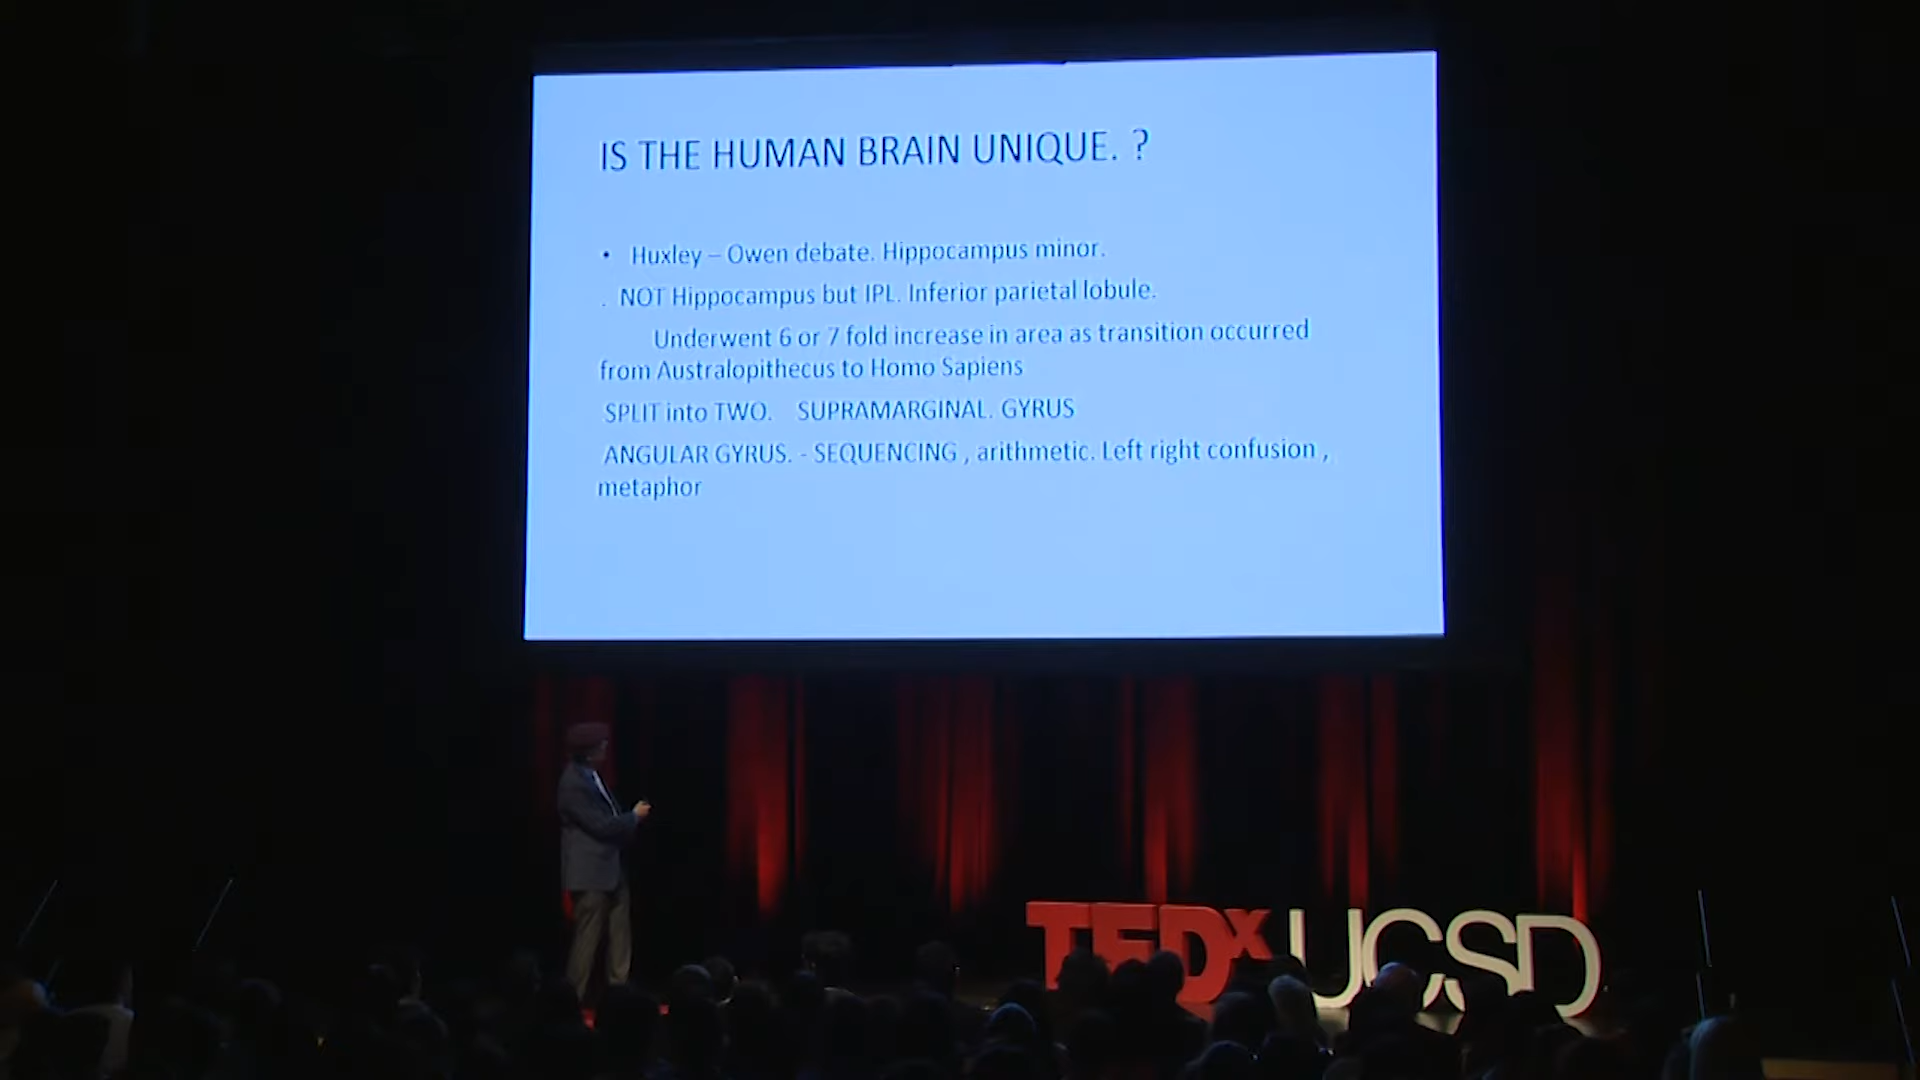 IS THE HUMAN BRAIN UNIQUE. ?
• Huxley – Owen debate. Hippocampus minor.
. NOT Hippocampus but IPL. Inferior parietal lobule.
Underwent 6 or 7 fold increase in area as transition occurred
from Australopithecus to Homo Sapiens
SPLIT into TWO. SUPRAMARGINAL. GYRUS
ANGULAR GYRUS. - SEQUENCING , arithmetic. Left right confusion ,
metaphor
TEDx UCSD